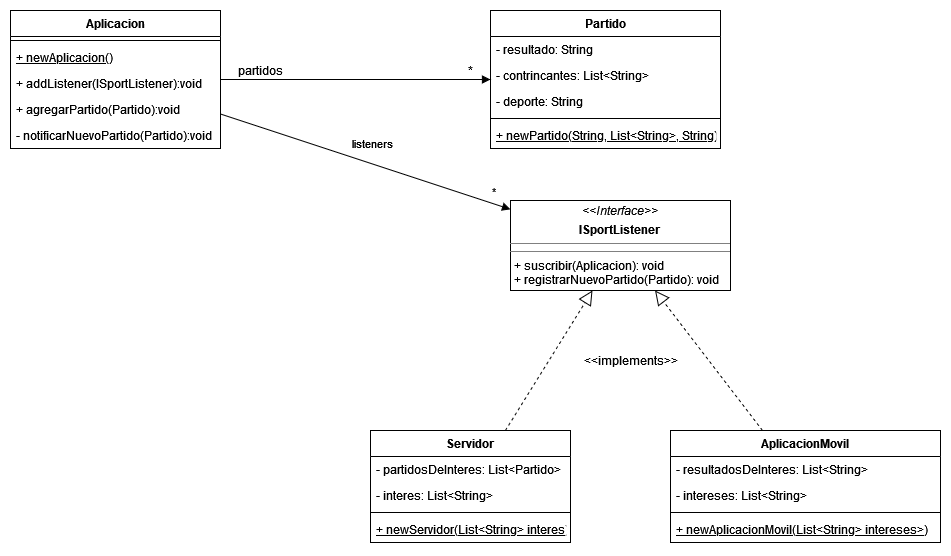 Aplicacion
+ newAplicacion()
+ addListener(ISportListener):void
+ agregarPartido(Partido):void
- notificarNuevoPartido(Partido):void
partidos
*
Partido
- resultado: String
- contrincantes: List<String>
- deporte: String
+ newPartido(String, List<String>, String)
listeners
*
<<Interface>>
ISportListener
+ suscribir(Aplicacion): void
+ registrarNuevoPartido(Partido): void
<<implements>>
Servidor
- partidosDeInteres: List<Partido>
- interes: List<String>
+ newServidor(List<String> interes
AplicacionMovil
- resultadosDeInteres: List<String>
- intereses: List<String>
+ newAplicacionMovil(List<String> intereses>)